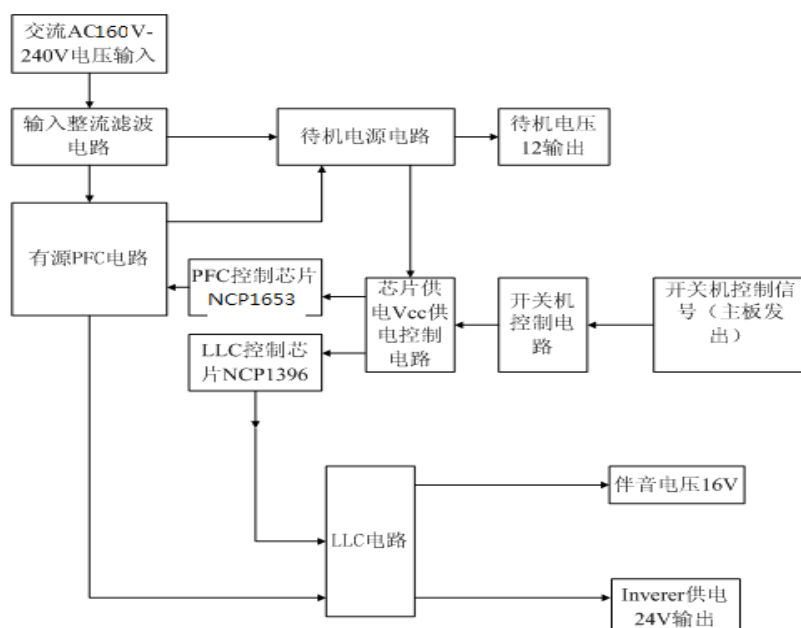 交流AC160V-
240V电压输入
输入整流滤波
电路
待机电源电路
待机电压
12输出
有源PFC电路
PFC控制芯片
NCP1653
芯片供
电Vcc供
电控制
电路
开关机
控制电
路
开关机控制信
号（主板发
出）
LLC控制芯
片NCP1396
LLC电路
伴音电压16V
Inverer供电
24V输出